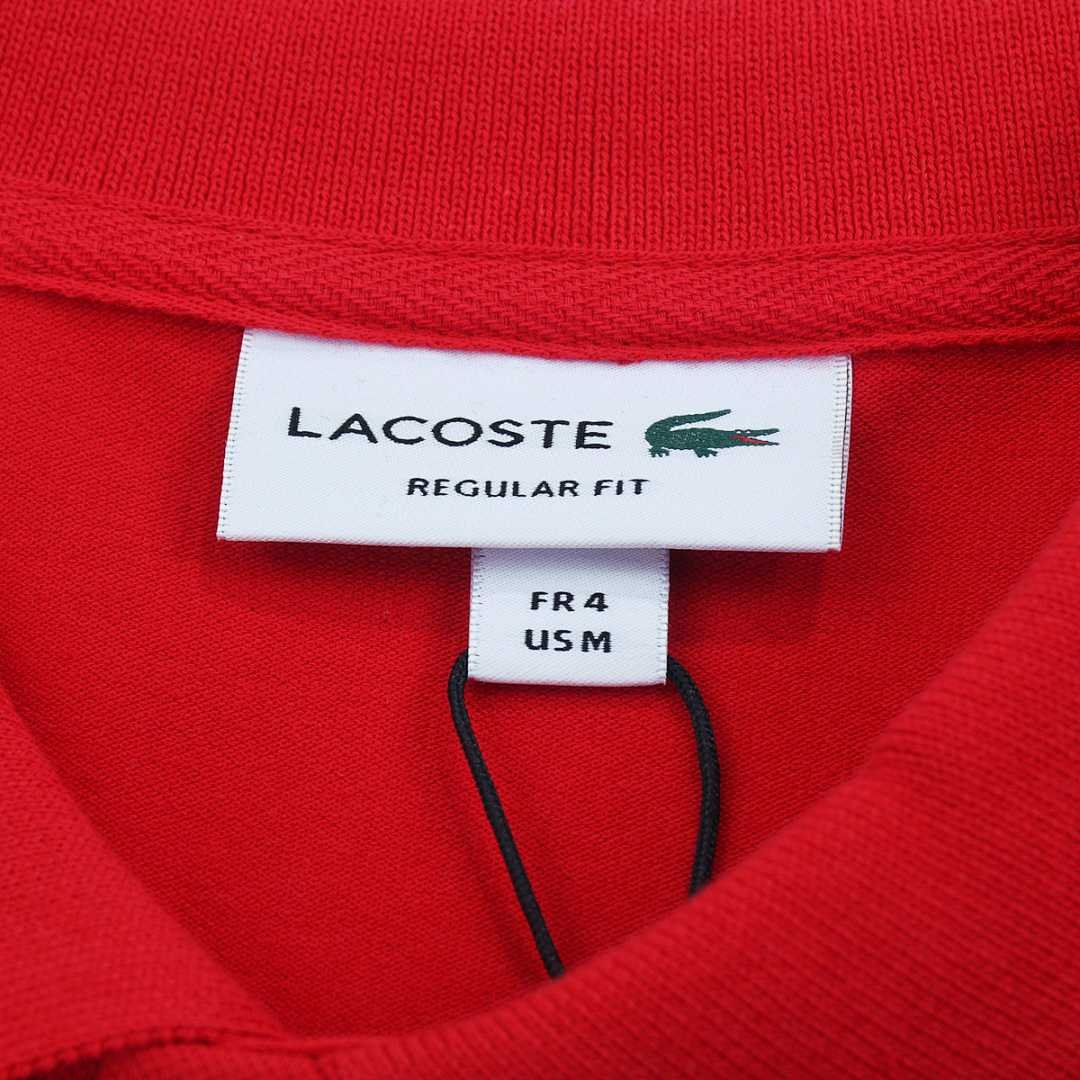 LACOSTE
REGULAR FIT
FR 4
US M